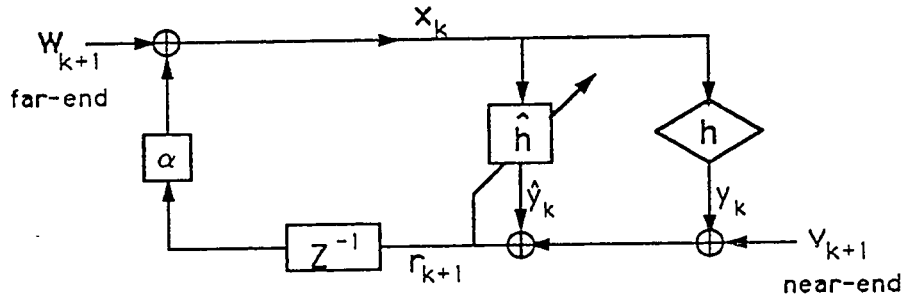 x_k
W_{k+1}
far-end
α
ĥ
h
ŷ_k
y_k
Z^{-1}
r_{k+1}
v_{k+1}
near-end